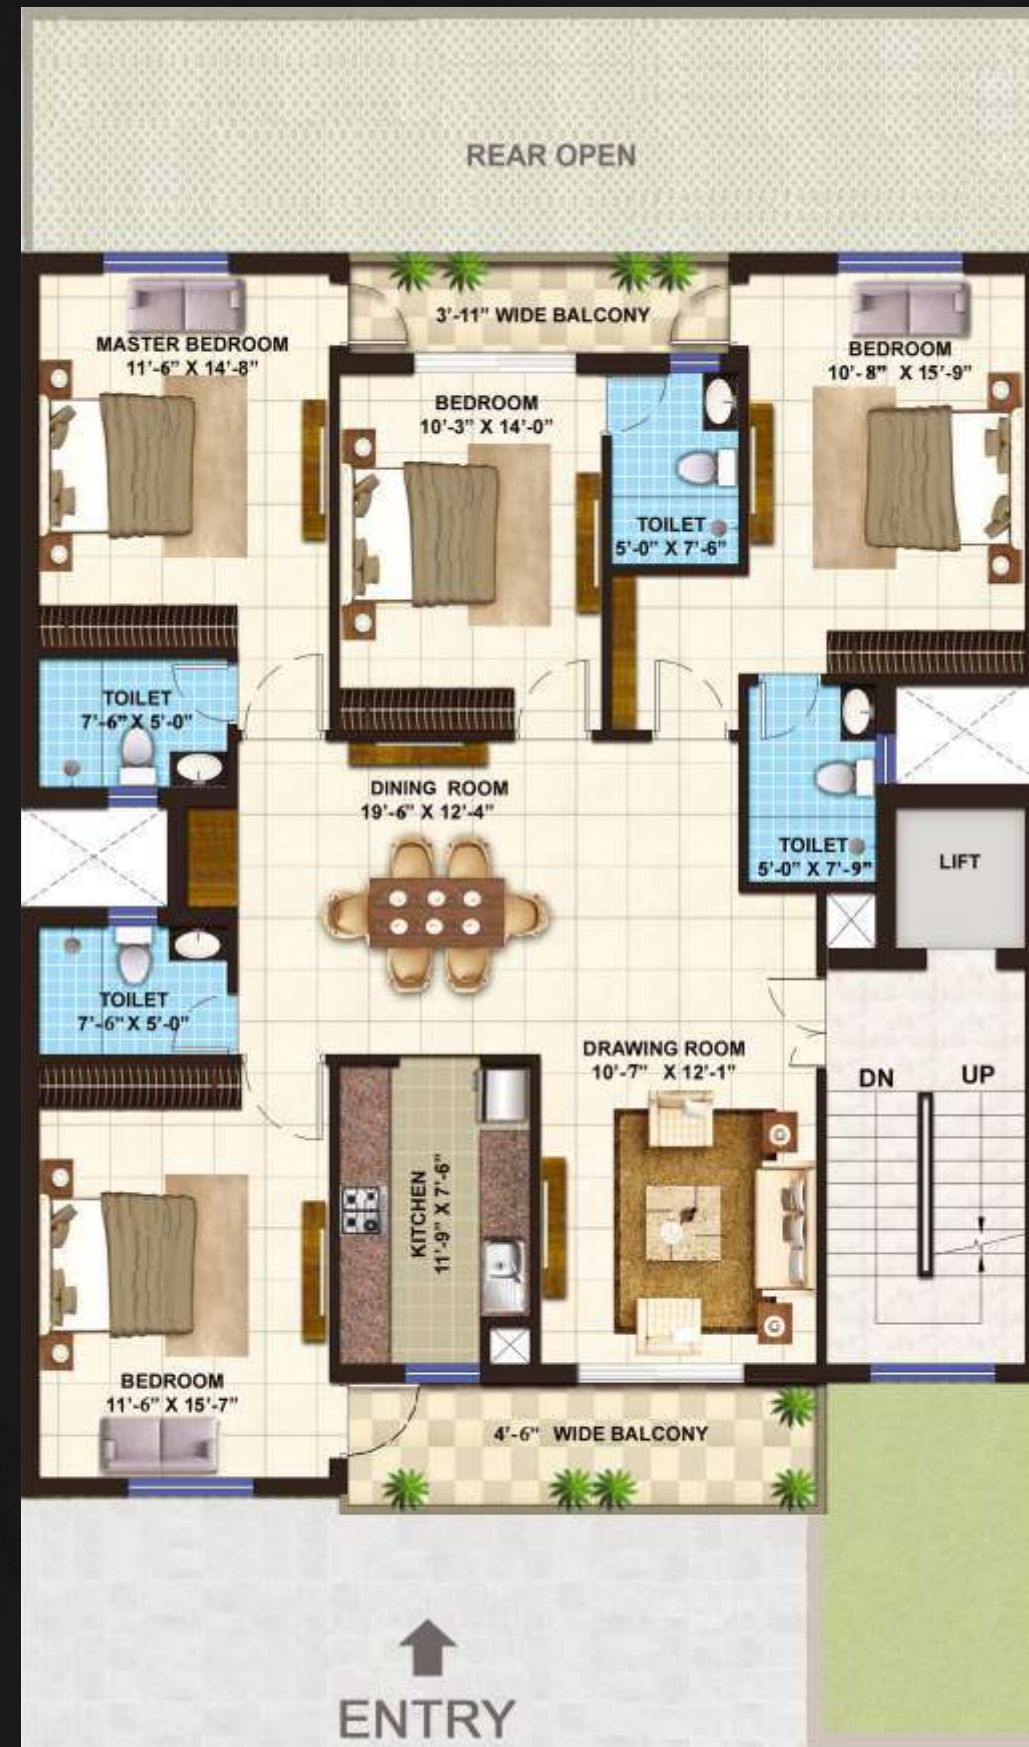 REAR OPEN
3'-11" WIDE BALCONY
MASTER BEDROOM
11'-6" X 14'-8"
BEDROOM
10'-8" X 15'-9"
BEDROOM
10'-3" X 14'-0"
TOILET
5'-0" X 7'-6"
TOILET
7'-6" X 5'-0"
DINING ROOM
19'-6" X 12'-4"
TOILET
5'-0" X 7'-9"
LIFT
TOILET
7'-6" X 5'-0"
DRAWING ROOM
10'-7" X 12'-1"
DN
UP
KITCHEN
11'-9" X 7'-6"
BEDROOM
11'-6" X 15'-7"
4'-6" WIDE BALCONY
ENTRY